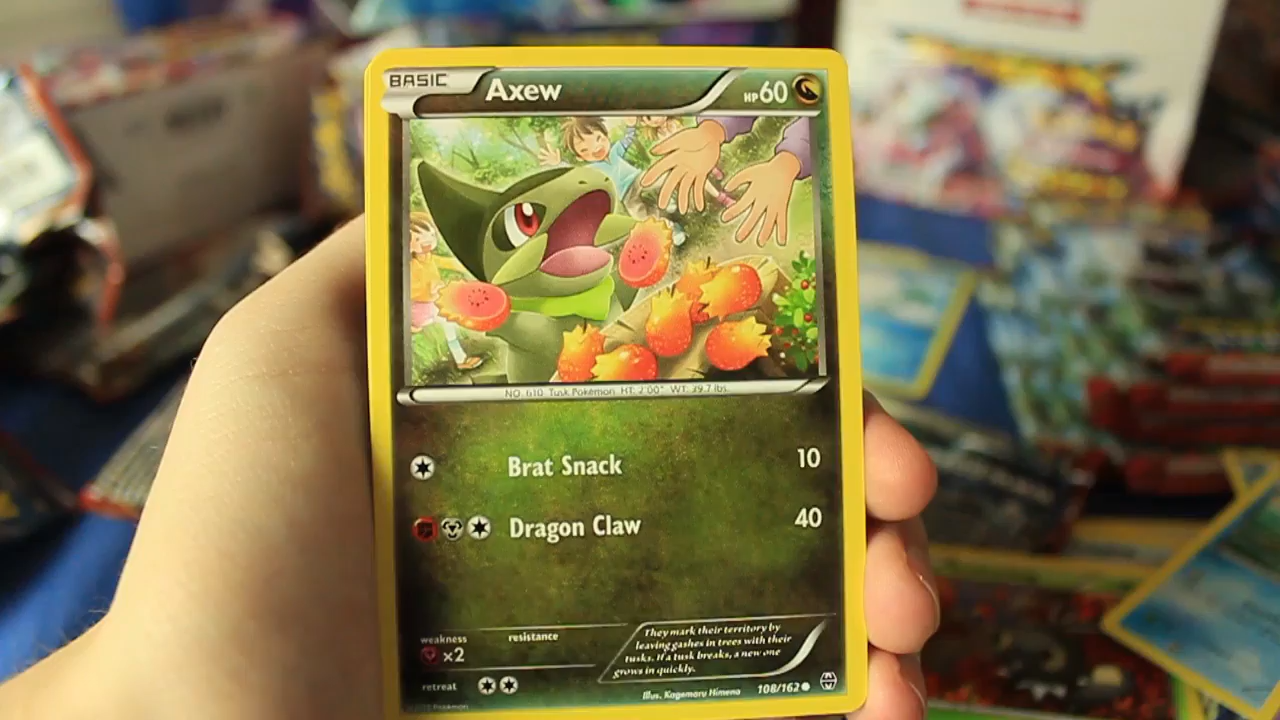 BASIC Axew HP60
NO. 610 Tusk Pokémon HT: 2'00" WT: 39.7 lbs.
Brat Snack 10
Dragon Claw 40
weakness resistance
×2
They mark their territory by
leaving gashes in trees with their
tusks. If a tusk breaks, a new one
grows in quickly.
retreat
Illus. Kagemaru Himeno 108/162